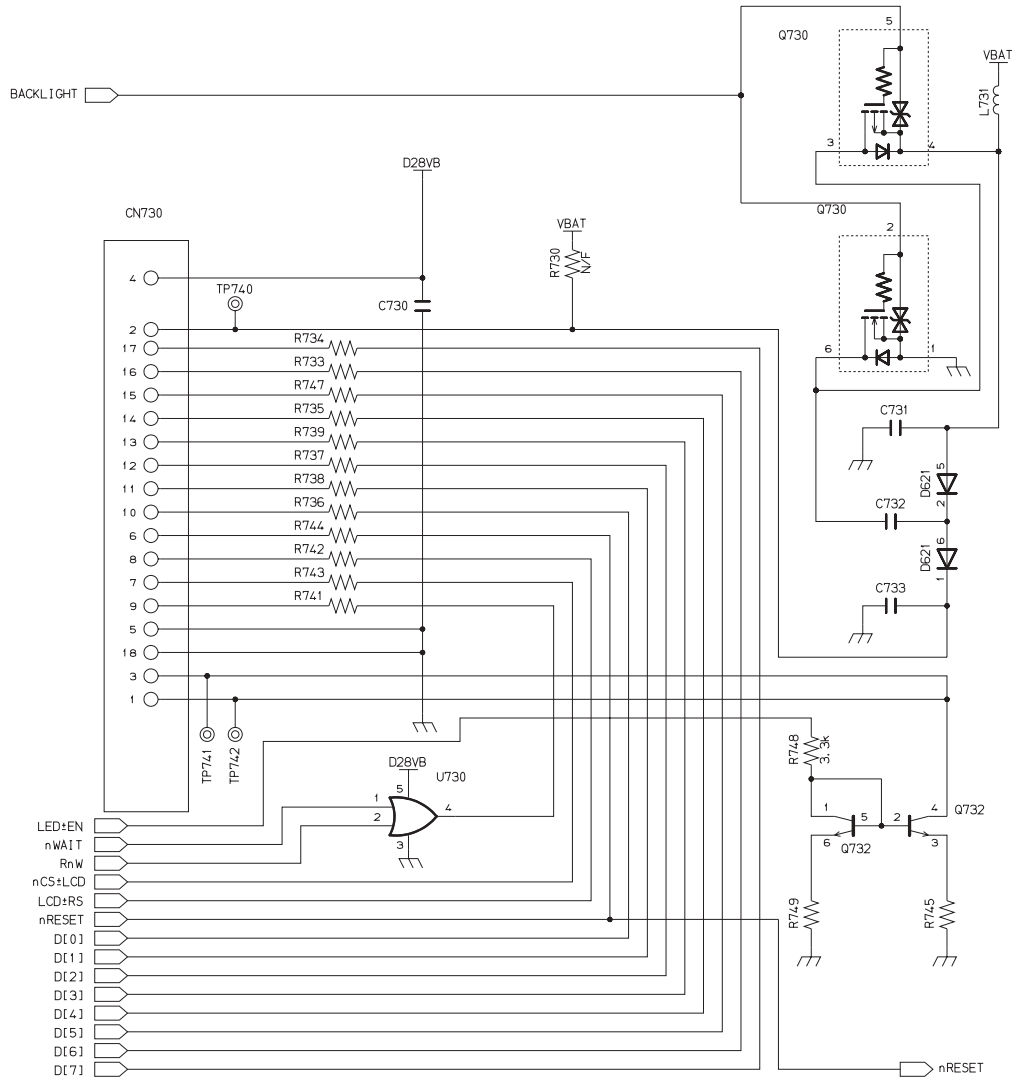 5
Q730
VBAT
L731
BACKLIGHT
3
4
D28VB
CN730
Q730
VBAT
2
R730
N/F
4
TP740
C730
2
R734
17
R733
16
6
1
R747
15
R735
C731
14
R739
13
R737
12
D621
5
2
R738
11
R736
10
C732
R744
6
R742
8
D621
6
1
R743
7
R741
9
C733
5
18
3
1
TP741
TP742
R748
3.3k
D28VB
U730
5
1
4
2
3
1
5
2
4
Q732
6
Q732
3
R749
R745
LED±EN
nWAIT
RnW
nCS±LCD
LCD±RS
nRESET
D[0]
D[1]
D[2]
D[3]
D[4]
D[5]
D[6]
D[7]
nRESET